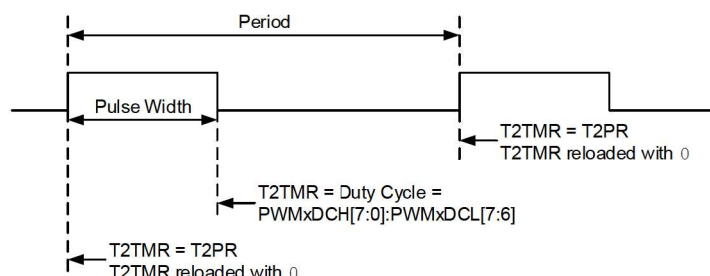 Period
Pulse Width
T2TMR = T2PR
T2TMR reloaded with 0
T2TMR = Duty Cycle =
PWMxDCH[7:0]:PWMxDCL[7:6]
T2TMR = T2PR
T2TMR reloaded with 0